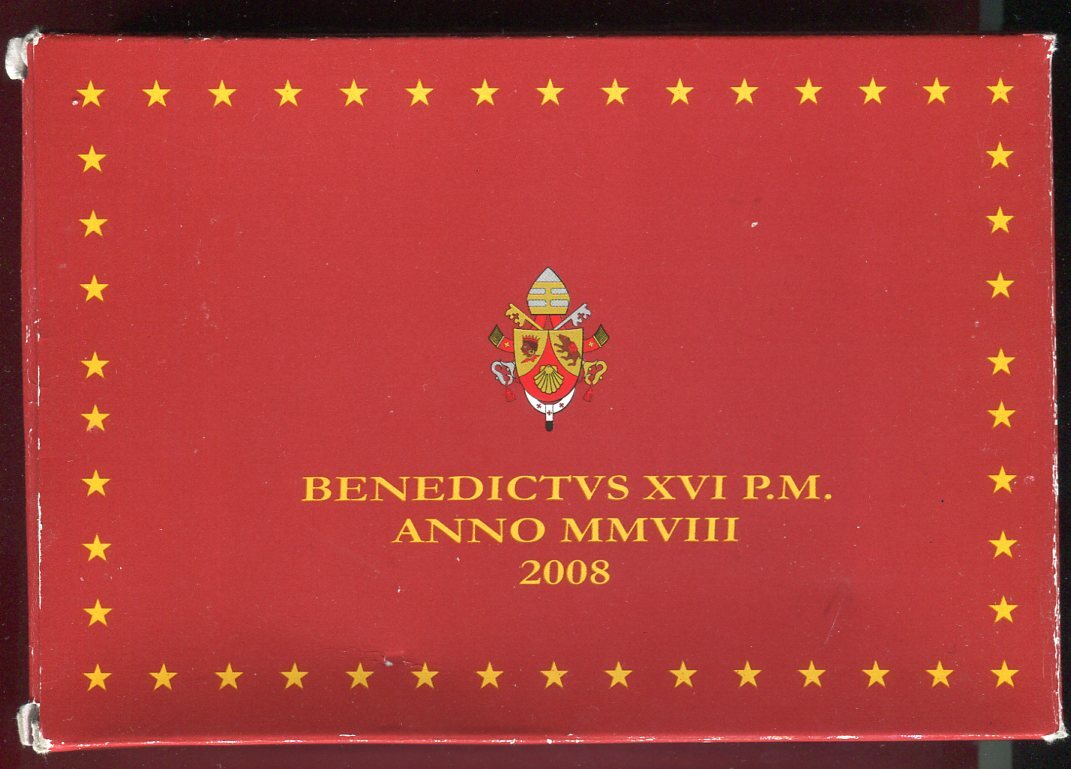 BENEDICTVS XVI P.M.
ANNO MMVIII
2008